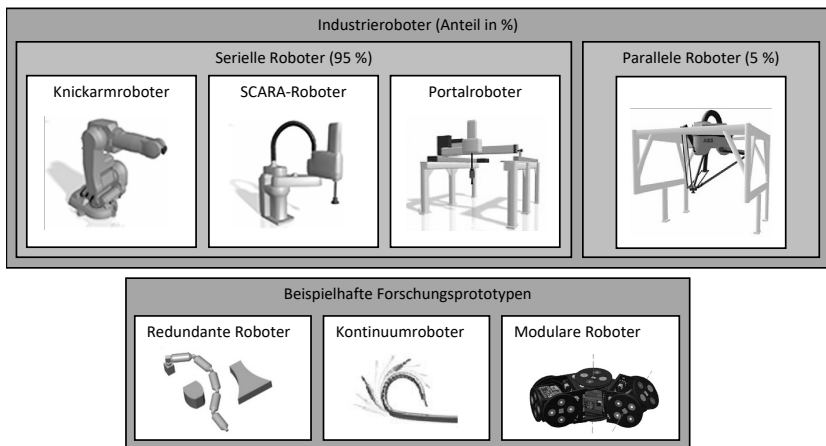 Industrieroboter (Anteil in %)
Serielle Roboter (95 %)
Parallele Roboter (5 %)
Knickarmroboter
SCARA-Roboter
Portalroboter
ABB
Beispielhafte Forschungsprototypen
Redundante Roboter
Kontinuumroboter
Modulare Roboter